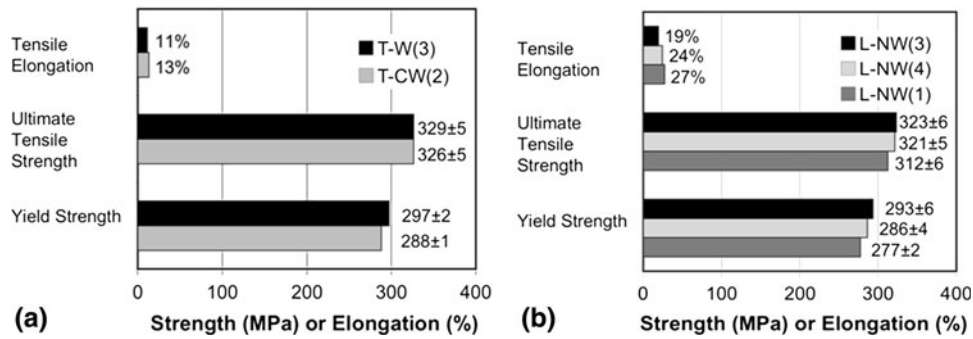 Tensile
Elongation
11%
13%
T-W(3)
T-CW(2)
Ultimate
Tensile
Strength
329±5
326±5
Yield Strength
297±2
288±1
0 100 200 300 400
(a)
Strength (MPa) or Elongation (%)
Tensile
Elongation
19%
24%
27%
L-NW(3)
L-NW(4)
L-NW(1)
Ultimate
Tensile
Strength
323±6
321±5
312±6
Yield Strength
293±6
286±4
277±2
0 100 200 300 400
(b)
Strength (MPa) or Elongation (%)